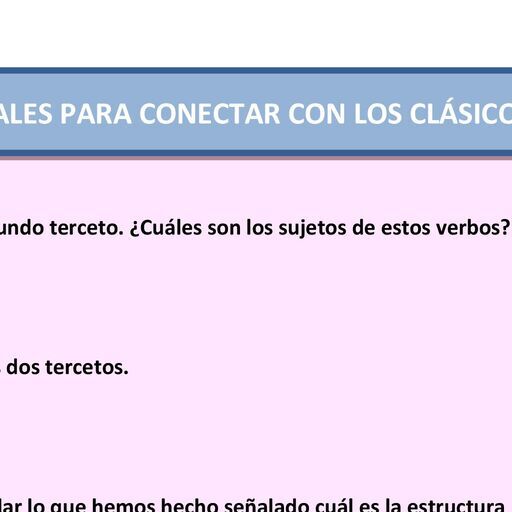 ALES PARA CONECTAR CON LOS CLÁSICO
undo terceto. ¿Cuáles son los sujetos de estos verbos?
s dos tercetos.
lar lo que hemos hecho señalado cuál es la estructura